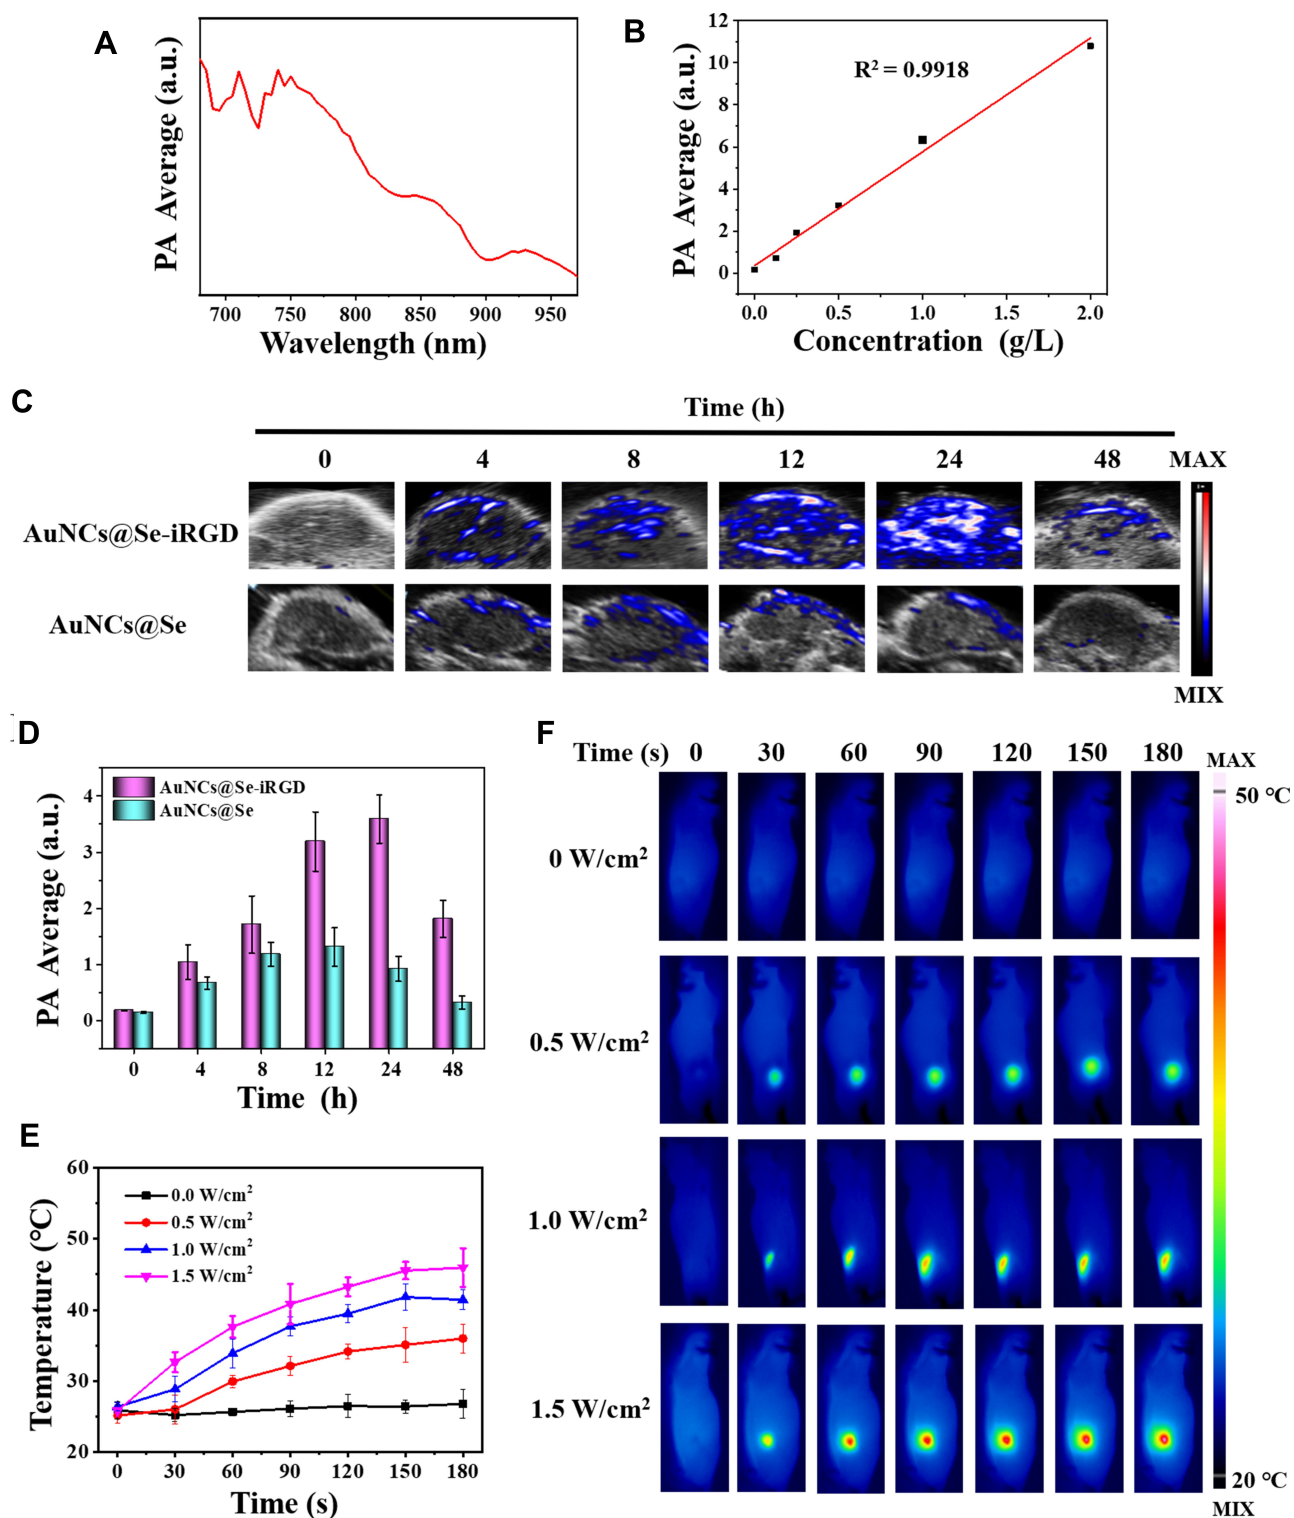 A
PA Average (a.u.)
700 750 800 850 900 950
Wavelength (nm)
B
PA Average (a.u.)
12
10
8
6
4
2
0
R² = 0.9918
0.0 0.5 1.0 1.5 2.0
Concentration (g/L)
C
Time (h)
0 4 8 12 24 48 MAX
AuNCs@Se-iRGD
AuNCs@Se
MIX
D
PA Average (a.u.)
4
3
2
1
0
AuNCs@Se-iRGD
AuNCs@Se
0 4 8 12 24 48
Time (h)
E
Temperature (°C)
60
50
40
30
20
0.0 W/cm²
0.5 W/cm²
1.0 W/cm²
1.5 W/cm²
0 30 60 90 120 150 180
Time (s)
F
Time (s) 0 30 60 90 120 150 180 MAX
50 °C
0 W/cm²
0.5 W/cm²
1.0 W/cm²
1.5 W/cm²
20 °C
MIX